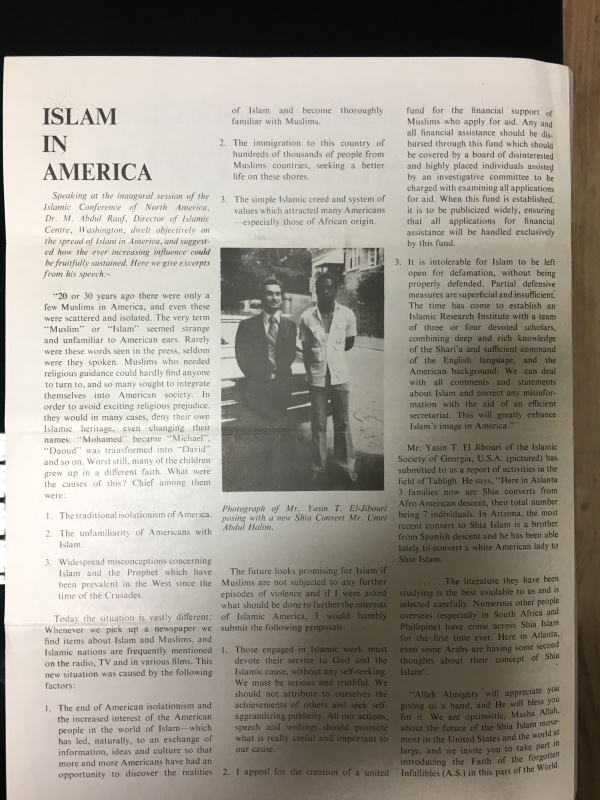 ISLAM
IN
AMERICA
Speaking at the inaugural session of the
Islamic Conference of North America,
Dr. M. Abdul Rauf, Director of Islamic
Centre, Washington, dwelt objectively on
the spread of Islam in America, and suggest-
ed how the ever increasing influence could
be fruitfully sustained. Here we give excerpts
from his speech:-
"20 or 30 years ago there were only a
few Muslims in America, and even these
were scattered and isolated. The very term
"Muslim" or "Islam" seemed strange
and unfamiliar to American ears. Rarely
were these words seen in the press, seldom
were they spoken. Muslims who needed
religious guidance could hardly find anyone
to turn to, and so many sought to integrate
themselves into American society. In
order to avoid exciting religious prejudice,
they would in many cases, deny their own
Islamic heritage, even changing their
names. "Mohamed" became "Michael",
"Daoud" was transformed into "David"
and so on. Worst still, many of the children
grew up in a different faith. What were
the causes of this? Chief among them
were:
1. The traditional isolationism of America.
2. The unfamiliarity of Americans with
Islam.
3. Widespread misconceptions concerning
Islam and the Prophet which have
been prevalent in the West since the
time of the Crusades.
Today the situation is vastly different;
Whenever we pick up a newspaper we
find items about Islam and Muslims, and
Islamic nations are frequently mentioned
on the radio, TV and in various films. This
new situation was caused by the following
factors:
1. The end of American isolationism and
the increased interest of the American
people in the world of Islam—which
has led, naturally, to an exchange of
information, ideas and culture so that
more and more Americans have had an
opportunity to discover the realities
of Islam and become thoroughly
familiar with Muslims.
2. The immigration to this country of
hundreds of thousands of people from
Muslims countries, seeking a better
life on these shores.
3. The simple Islamic creed and system of
values which attracted many Americans
—especially those of African origin.
Photograph of Mr. Yasin T. El-Jibouri
posing with a new Shia Convert Mr. Umri
Abdul Halim.
The future looks promising for Islam if
Muslims are not subjected to any further
episodes of violence and if I were asked
what should be done to further the interests
of Islamic America, I would humbly
submit the following proposals:
1. Those engaged in Islamic work must
devote their service to God and the
Islamic cause, without any self-seeking.
We must be serious and truthful. We
should not attribute to ourselves the
achievements of others and seek self-
aggrandizing publicity. All our actions,
speech and writings should promote
what is really useful and important to
our cause.
2. I appeal for the creation of a united
fund for the financial support of
Muslims who apply for aid. Any and
all financial assistance should be dis-
bursed through this fund which should
be covered by a board of disinterested
and highly placed individuals assisted
by an investigative committee to be
charged with examining all applications
for aid. When this fund is established,
it is to be publicized widely, ensuring
that all applications for financial
assistance will be handled exclusively
by this fund.
3. It is intolerable for Islam to be left
open for defamation, without being
properly defended. Partial defensive
measures are superficial and insufficient.
The time has come to establish an
Islamic Research Institute with a team
of three or four devoted scholars,
combining deep and rich knowledge
of the Shari'a and sufficient command
of the English language, and the
American background. We can deal
with all comments and statements
about Islam and correct any misinfor-
mation with the aid of an efficient
secretariat. This will greatly enhance
Islam's image in America."
Mr. Yasin T. El Jibouri of the Islamic
Society of Georgia, U.S.A. (pictured) has
submitted to us a report of activities in the
field of Tabligh. He says, "Here in Atlanta
3 families now are Shia converts from
Afro American descent, their total number
being 7 individuals. In Arizona, the most
recent convert to Shia Islam is a brother
from Spanish descent and he has been able
lately to convert a white American lady to
Shia Islam.
. . . . . . . . The literature they have been
studying is the best available to us and is
selected carefully. Numerous other people
overseas (especially in South Africa and
Phillipine) have come across Shia Islam
for the first time ever. Here in Atlanta,
even some Arabs are having some second
thoughts about their concept of Shia
Islam".
"Allah Almighty will appreciate you
giving us a hand, and He will bless you
for it. We are optimistic, Masha Allah,
about the future of the Shia Islam move-
ment in the United States and the world at
large, and we invite you to take part in
introducing the Faith of the forgotten
Infallibles (A.S.) in this part of the World.